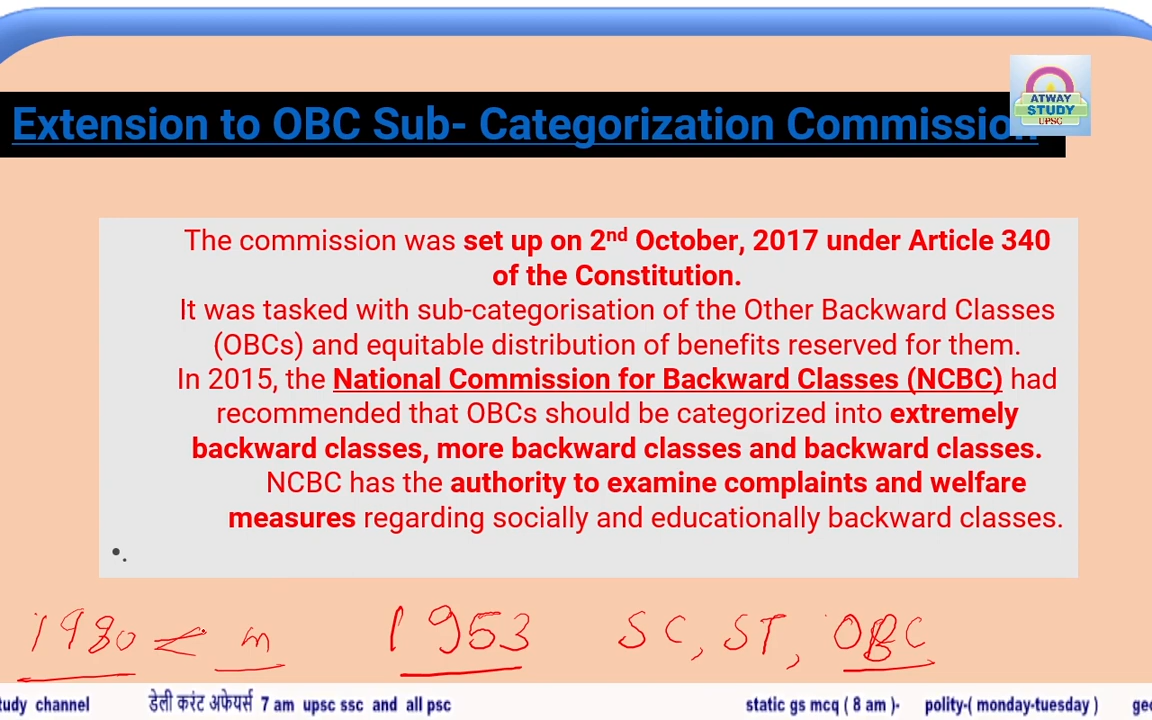 Extension to OBC Sub- Categorization Commission
ATWAY
STUDY
UPSC
The commission was set up on 2nd October, 2017 under Article 340
of the Constitution.
It was tasked with sub-categorisation of the Other Backward Classes
(OBCs) and equitable distribution of benefits reserved for them.
In 2015, the National Commission for Backward Classes (NCBC) had
recommended that OBCs should be categorized into extremely
backward classes, more backward classes and backward classes.
NCBC has the authority to examine complaints and welfare
measures regarding socially and educationally backward classes.
•.
1980 < m 1953 SC, ST, OBC
tudy channel डेली करंट अफेयर्स 7 am upsc ssc and all psc static gs mcq ( 8 am )- polity-( monday-tuesday ) geo